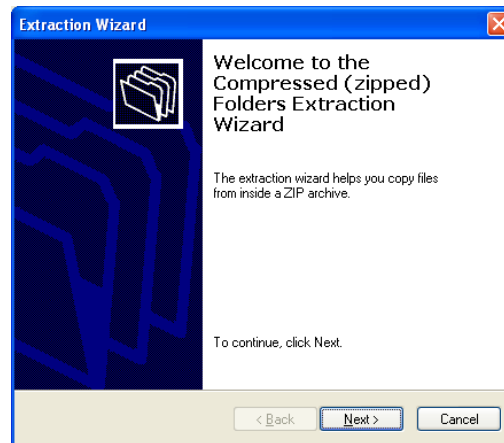 Extraction Wizard
Welcome to the
Compressed (zipped)
Folders Extraction
Wizard
The extraction wizard helps you copy files
from inside a ZIP archive.
To continue, click Next.
< Back
Next >
Cancel